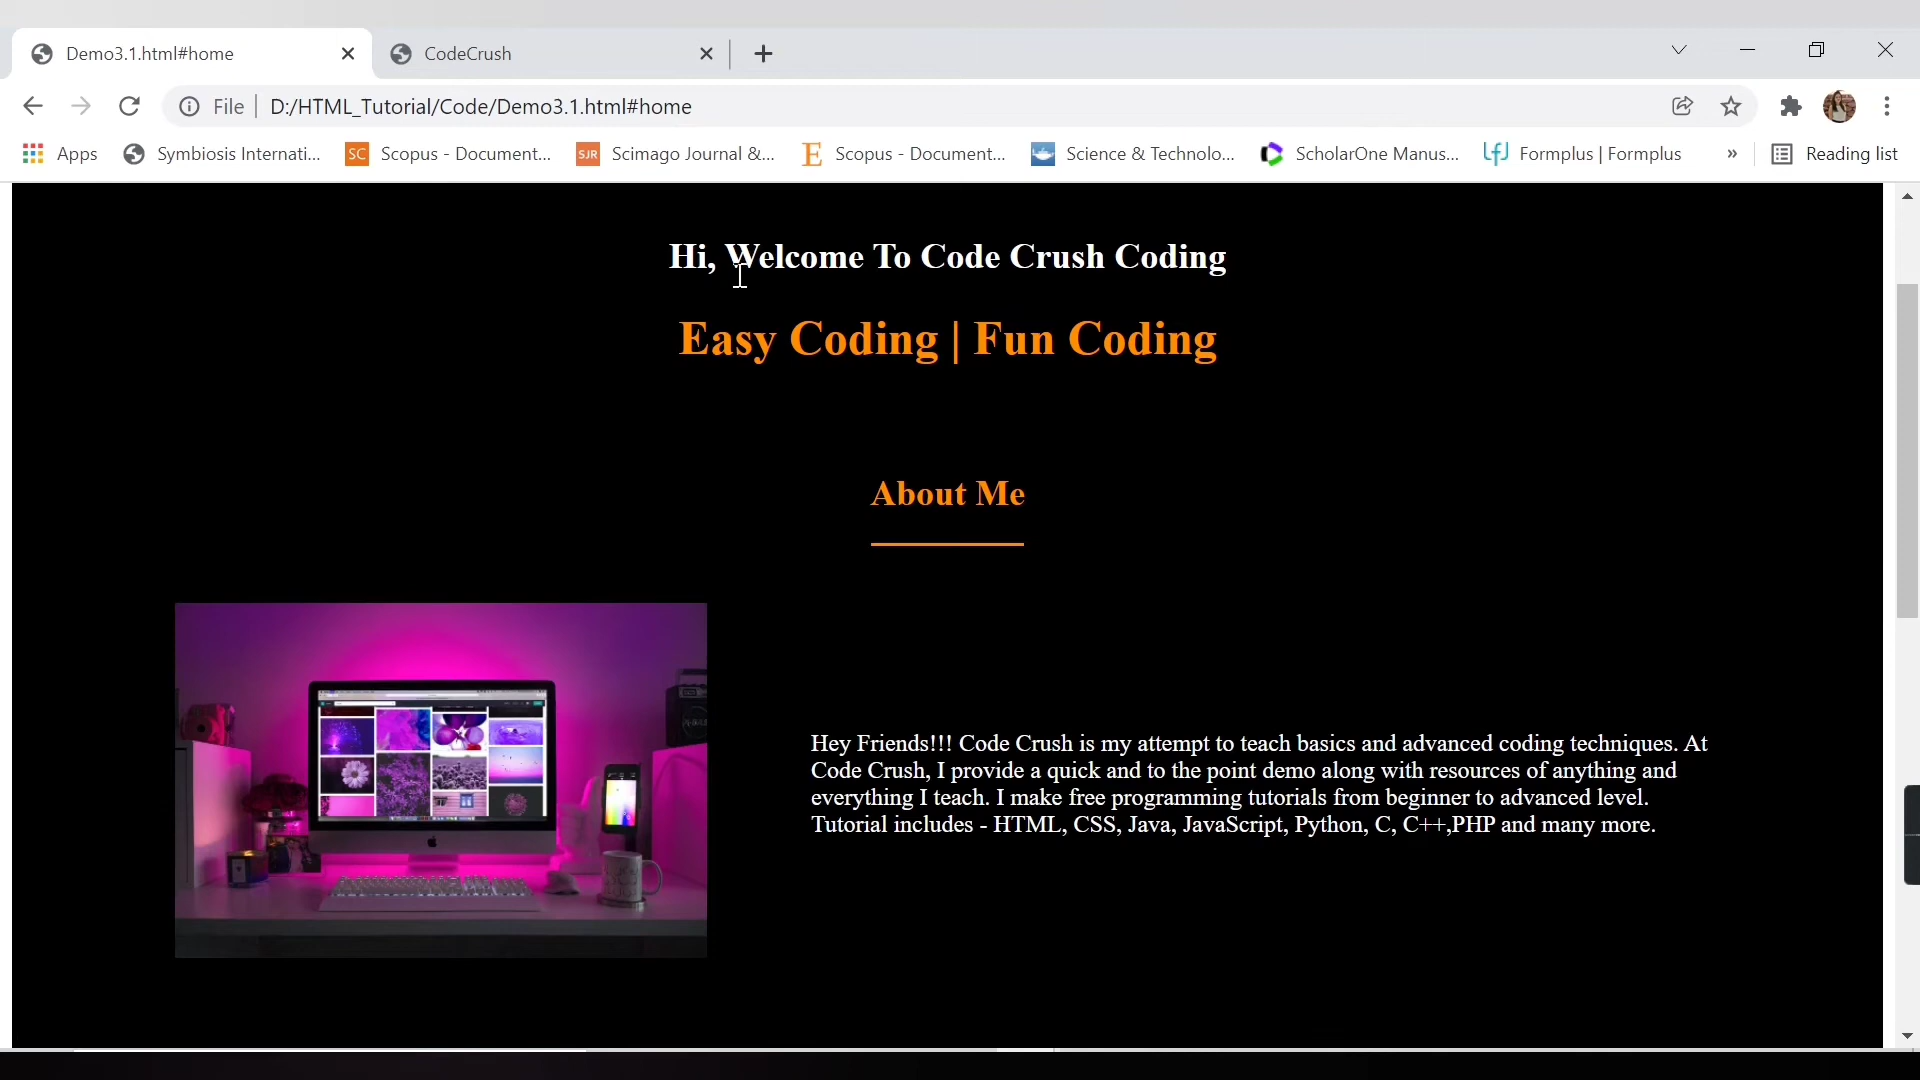 Demo3.1.html#home
CodeCrush
File
D:/HTML_Tutorial/Code/Demo3.1.html#home
Apps
Symbiosis Internati...
SC
Scopus - Document...
SJR
Scimago Journal &...
E
Scopus - Document...
Science & Technolo...
ScholarOne Manus...
Formplus | Formplus
»
Reading list
Hi, Welcome To Code Crush Coding
Easy Coding | Fun Coding
About Me
Hey Friends!!! Code Crush is my attempt to teach basics and advanced coding techniques. At
Code Crush, I provide a quick and to the point demo along with resources of anything and
everything I teach. I make free programming tutorials from beginner to advanced level.
Tutorial includes - HTML, CSS, Java, JavaScript, Python, C, C++,PHP and many more.